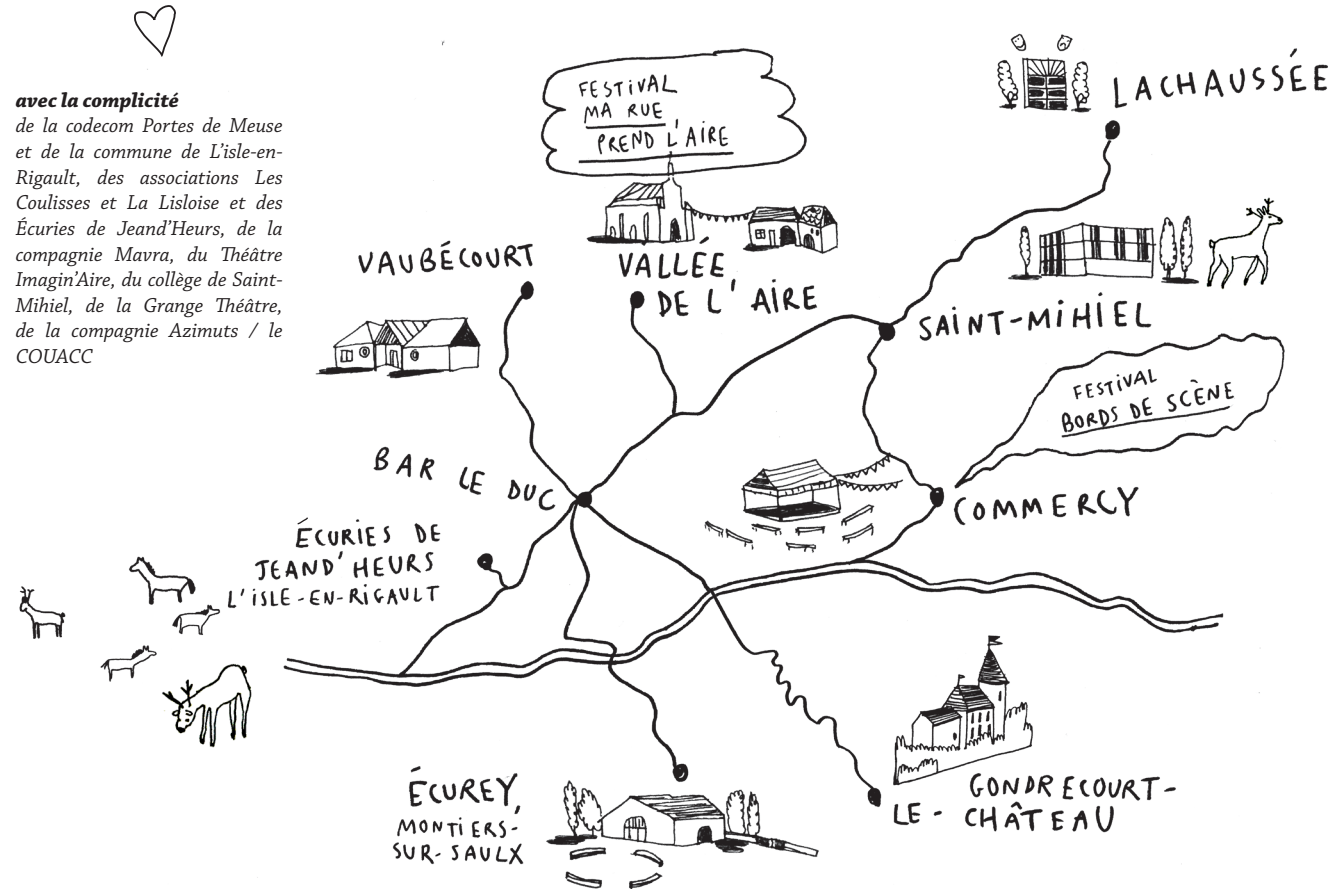 avec la complicité
de la codecom Portes de Meuse
et de la commune de L'isle-en-
Rigault, des associations Les
Coulisses et La Lisloise et des
Écuries de Jeand'Heurs, de la
compagnie Mavra, du Théâtre
Imagin'Aire, du collège de Saint-
Mihiel, de la Grange Théâtre,
de la compagnie Azimuts / le
COUACC
FESTIVAL
MA RUE
PREND L'AIRE
LACHAUSSÉE
VAUBÉCOURT
VALLÉE
DE L'AIRE
SAINT-MIHIEL
FESTIVAL
BORDS DE SCÈNE
BAR LE DUC
COMMERCY
ÉCURIES DE
JEAND'HEURS
L'ISLE-EN-RIGAULT
ÉCUREY,
MONTIERS-
SUR-SAULX
GONDRECOURT-
LE-CHÂTEAU